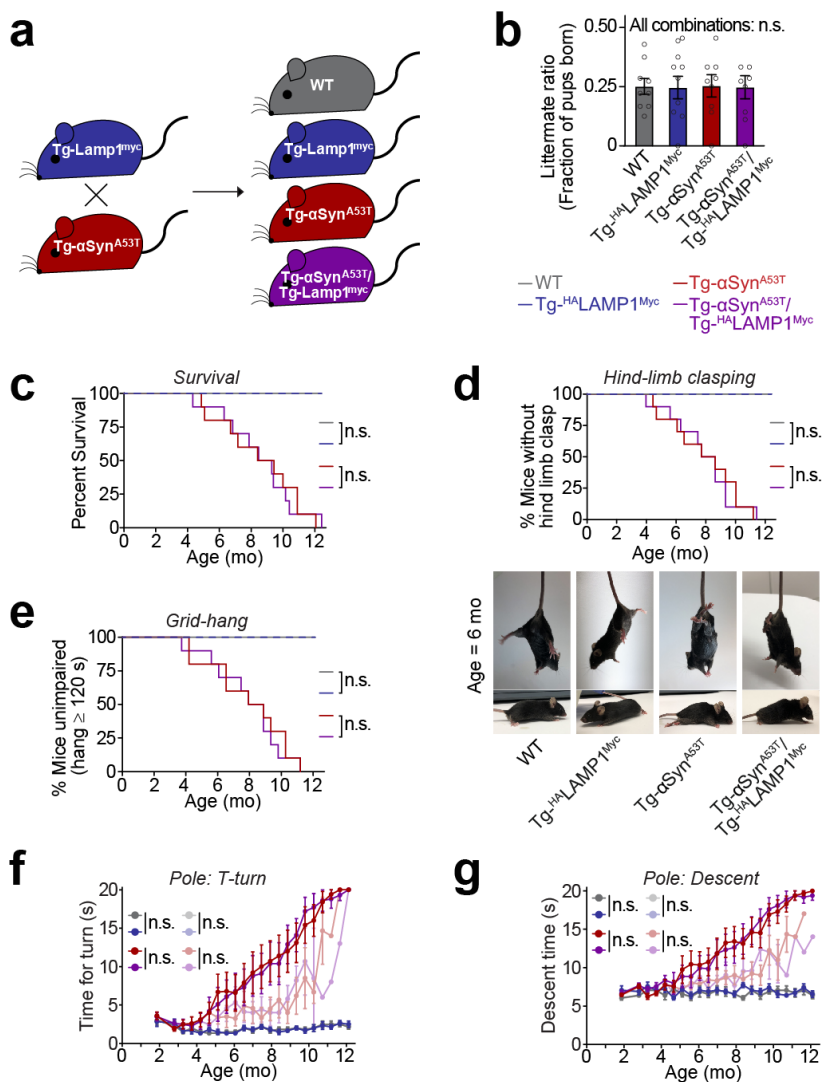 a
WT
Tg-Lamp1myc
Tg-Lamp1myc
Tg-αSynA53T
Tg-αSynA53T
Tg-αSynA53T/
Tg-Lamp1myc
b
All combinations: n.s.
Littermate ratio
(Fraction of pups born)
0.50
0.25
0
WT
Tg-HALAMP1Myc
Tg-αSynA53T
Tg-αSynA53T/
Tg-HALAMP1Myc
WT
Tg-αSynA53T
Tg-HALAMP1Myc
Tg-αSynA53T/
Tg-HALAMP1Myc
c
Survival
Percent Survival
100
75
50
25
0
n.s.
n.s.
0 2 4 6 8 10 12
Age (mo)
d
Hind-limb clasping
% Mice without
hind limb clasp
100
75
50
25
0
n.s.
n.s.
0 2 4 6 8 10 12
Age (mo)
Age = 6 mo
WT
Tg-HALAMP1Myc
Tg-αSynA53T
Tg-αSynA53T/
Tg-HALAMP1Myc
e
Grid-hang
% Mice unimpaired
(hang ≥ 120 s)
100
75
50
25
0
n.s.
n.s.
0 2 4 6 8 10 12
Age (mo)
f
Pole: T-turn
Time for turn (s)
20
15
10
5
0
n.s. n.s.
n.s. n.s.
0 2 4 6 8 10 12
Age (mo)
g
Pole: Descent
Descent time (s)
20
15
10
5
0
n.s. n.s.
n.s. n.s.
0 2 4 6 8 10 12
Age (mo)